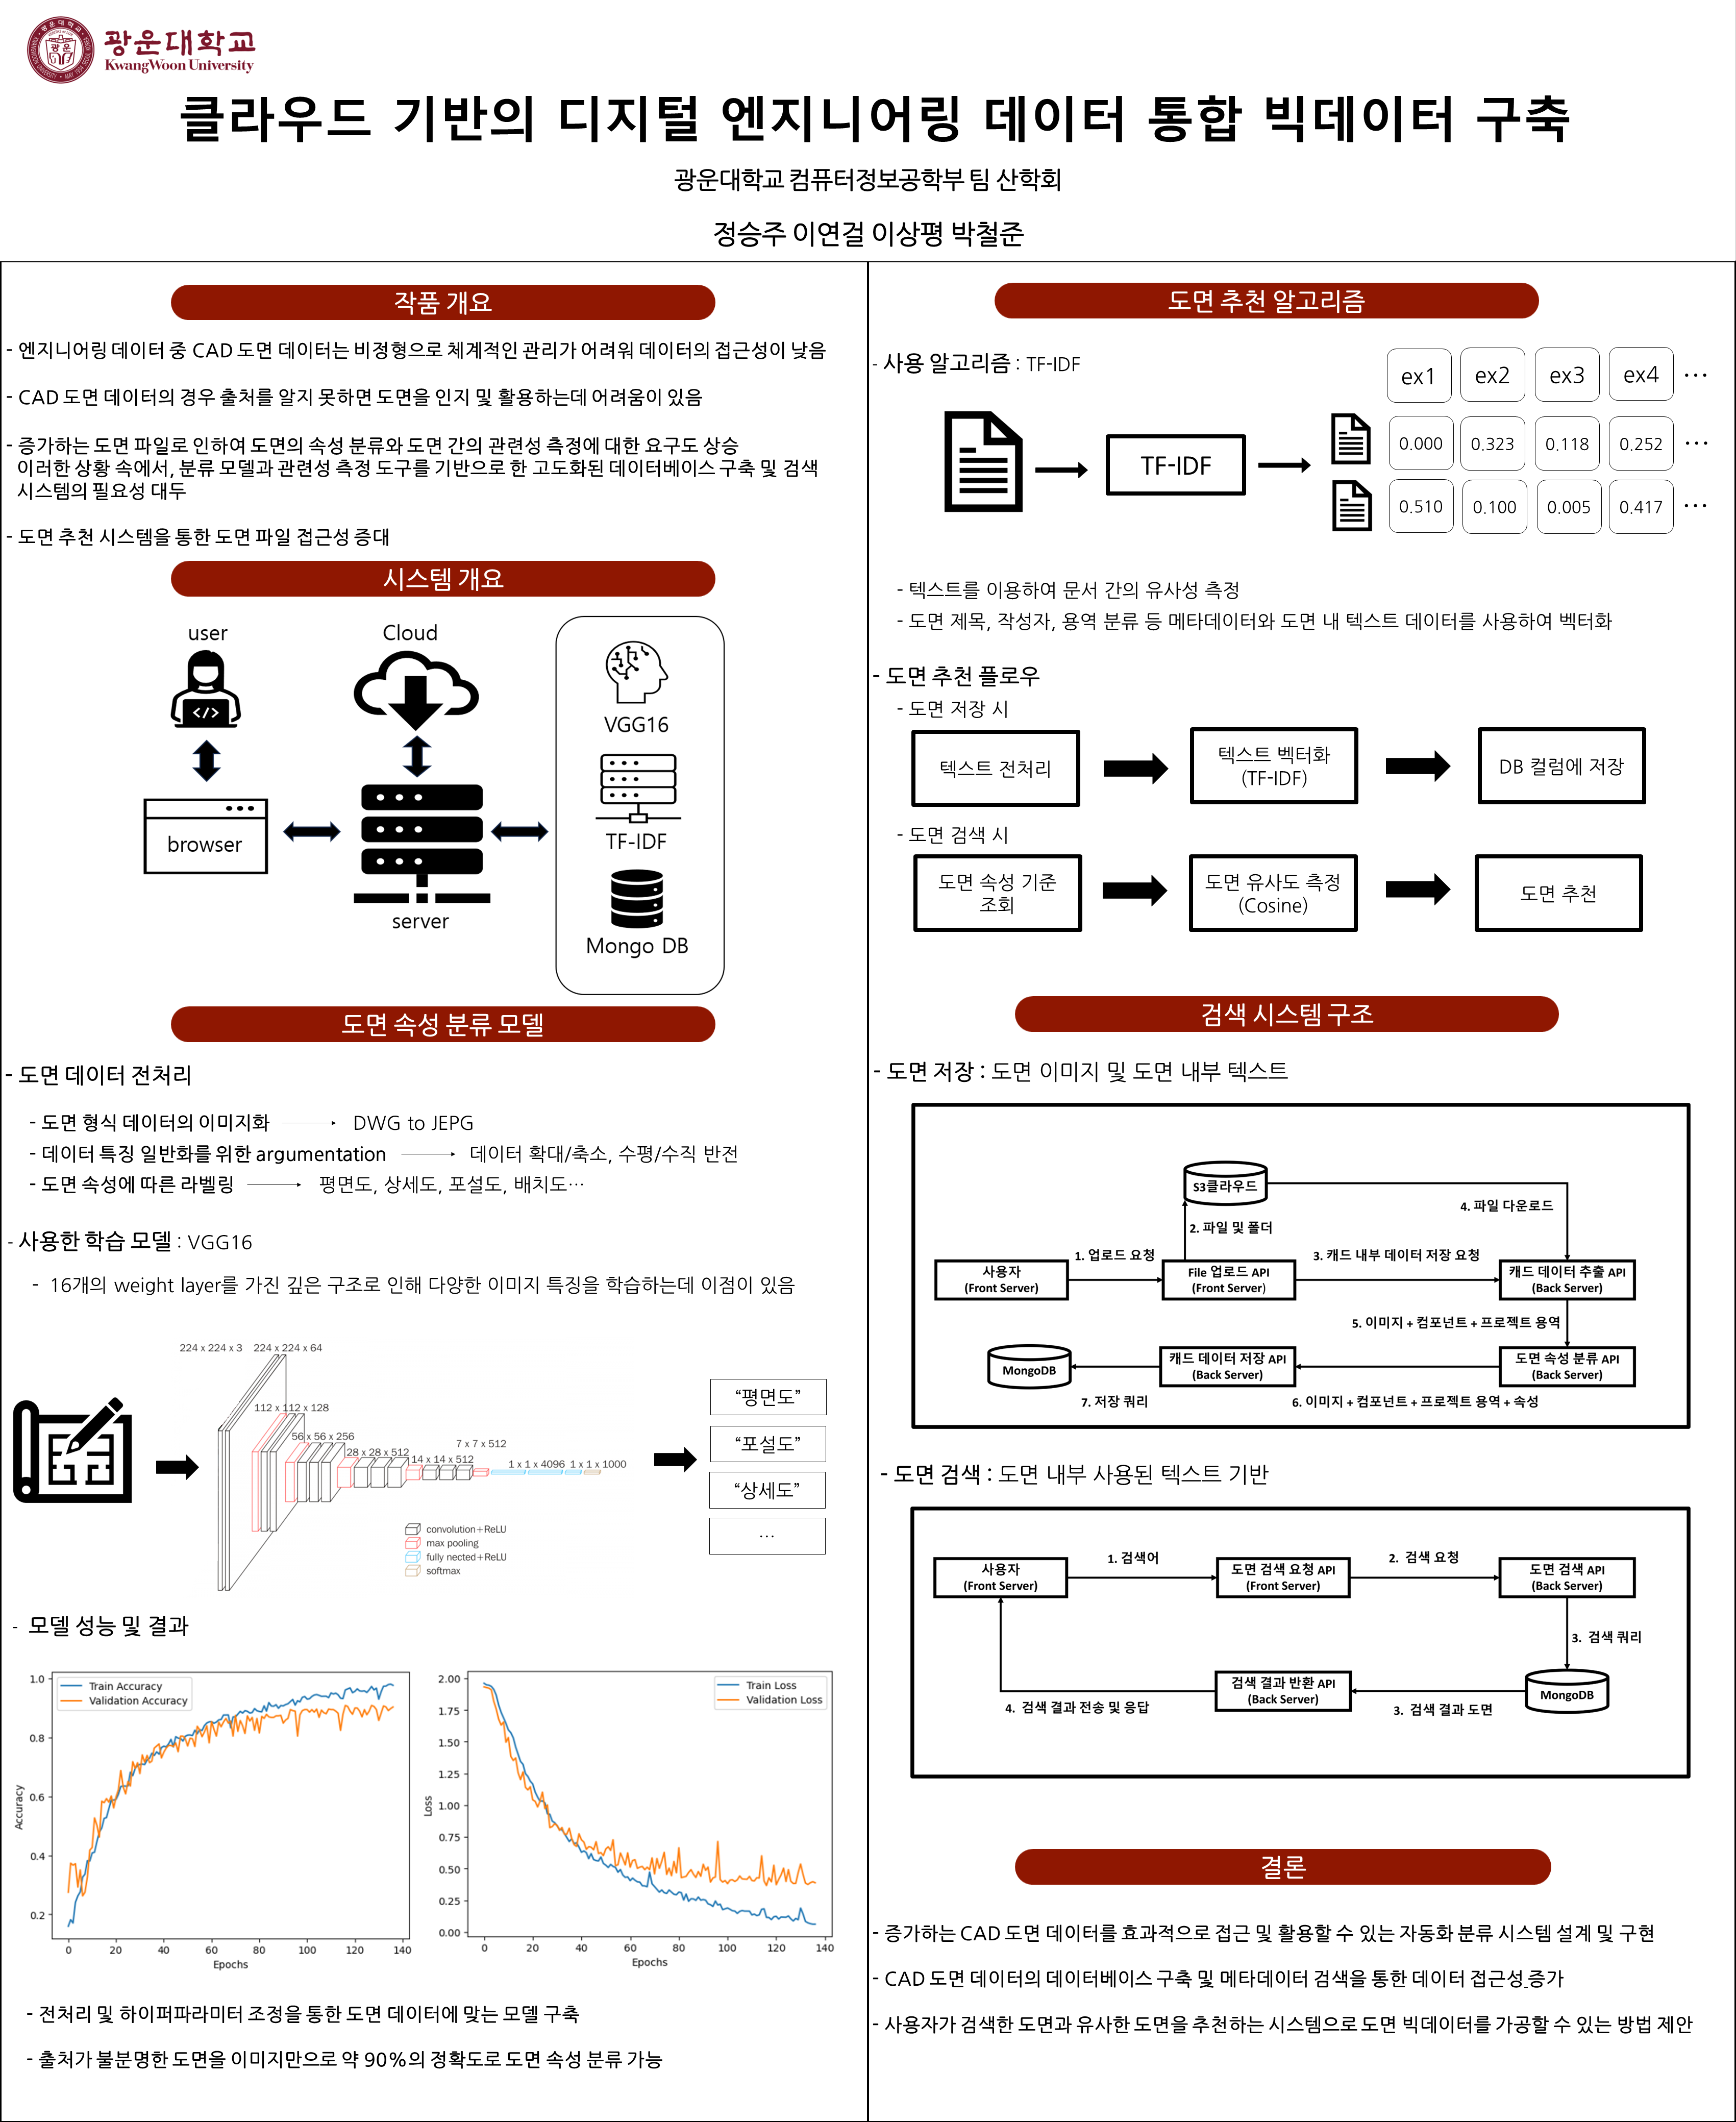 광운대학교
KwangWoon University
클라우드 기반의 디지털 엔지니어링 데이터 통합 빅데이터 구축
광운대학교 컴퓨터정보공학부 팀 산학회
정승주 이연걸 이상평 박철준
작품 개요
- 엔지니어링 데이터 중 CAD 도면 데이터는 비정형으로 체계적인 관리가 어려워 데이터의 접근성이 낮음
- CAD 도면 데이터의 경우 출처를 알지 못하면 도면을 인지 및 활용하는데 어려움이 있음
- 증가하는 도면 파일로 인하여 도면의 속성 분류와 도면 간의 관련성 측정에 대한 요구도 상승
이러한 상황 속에서, 분류 모델과 관련성 측정 도구를 기반으로 한 고도화된 데이터베이스 구축 및 검색
시스템의 필요성 대두
- 도면 추천 시스템을 통한 도면 파일 접근성 증대
시스템 개요
user
Cloud
VGG16
TF-IDF
browser
server
Mongo DB
도면 속성 분류 모델
- 도면 데이터 전처리
- 도면 형식 데이터의 이미지화 DWG to JEPG
- 데이터 특징 일반화를 위한 argumentation 데이터 확대/축소, 수평/수직 반전
- 도면 속성에 따른 라벨링 평면도, 상세도, 포설도, 배치도…
- 사용한 학습 모델 : VGG16
- 16개의 weight layer를 가진 깊은 구조로 인해 다양한 이미지 특징을 학습하는데 이점이 있음
224 x 224 x 3 224 x 224 x 64
112 x 112 x 128
56 x 56 x 256
28 x 28 x 512
14 x 14 x 512
7 x 7 x 512
1 x 1 x 4096 1 x 1 x 1000
convolution+ReLU
max pooling
fully nected+ReLU
softmax
“평면도”
“포설도”
“상세도”
…
- 모델 성능 및 결과
Train Accuracy
Validation Accuracy
1.0
0.8
0.6
0.4
0.2
Accuracy
0 20 40 60 80 100 120 140
Epochs
Train Loss
Validation Loss
2.00
1.75
1.50
1.25
1.00
0.75
0.50
0.25
0.00
Loss
0 20 40 60 80 100 120 140
Epochs
- 전처리 및 하이퍼파라미터 조정을 통한 도면 데이터에 맞는 모델 구축
- 출처가 불분명한 도면을 이미지만으로 약 90%의 정확도로 도면 속성 분류 가능
도면 추천 알고리즘
- 사용 알고리즘 : TF-IDF
TF-IDF
ex1 ex2 ex3 ex4 …
0.000 0.323 0.118 0.252 …
0.510 0.100 0.005 0.417 …
- 텍스트를 이용하여 문서 간의 유사성 측정
- 도면 제목, 작성자, 용역 분류 등 메타데이터와 도면 내 텍스트 데이터를 사용하여 벡터화
- 도면 추천 플로우
- 도면 저장 시
텍스트 전처리
텍스트 벡터화
(TF-IDF)
DB 컬럼에 저장
- 도면 검색 시
도면 속성 기준
조회
도면 유사도 측정
(Cosine)
도면 추천
검색 시스템 구조
- 도면 저장 : 도면 이미지 및 도면 내부 텍스트
S3클라우드
4. 파일 다운로드
2. 파일 및 폴더
1. 업로드 요청
3. 캐드 내부 데이터 저장 요청
사용자
(Front Server)
File 업로드 API
(Front Server)
캐드 데이터 추출 API
(Back Server)
5. 이미지 + 컴포넌트 + 프로젝트 용역
MongoDB
캐드 데이터 저장 API
(Back Server)
도면 속성 분류 API
(Back Server)
7. 저장 쿼리
6. 이미지 + 컴포넌트 + 프로젝트 용역 + 속성
- 도면 검색 : 도면 내부 사용된 텍스트 기반
1. 검색어
2. 검색 요청
사용자
(Front Server)
도면 검색 요청 API
(Front Server)
도면 검색 API
(Back Server)
3. 검색 쿼리
검색 결과 반환 API
(Back Server)
MongoDB
4. 검색 결과 전송 및 응답
3. 검색 결과 도면
결론
- 증가하는 CAD 도면 데이터를 효과적으로 접근 및 활용할 수 있는 자동화 분류 시스템 설계 및 구현
- CAD 도면 데이터의 데이터베이스 구축 및 메타데이터 검색을 통한 데이터 접근성 증가
- 사용자가 검색한 도면과 유사한 도면을 추천하는 시스템으로 도면 빅데이터를 가공할 수 있는 방법 제안